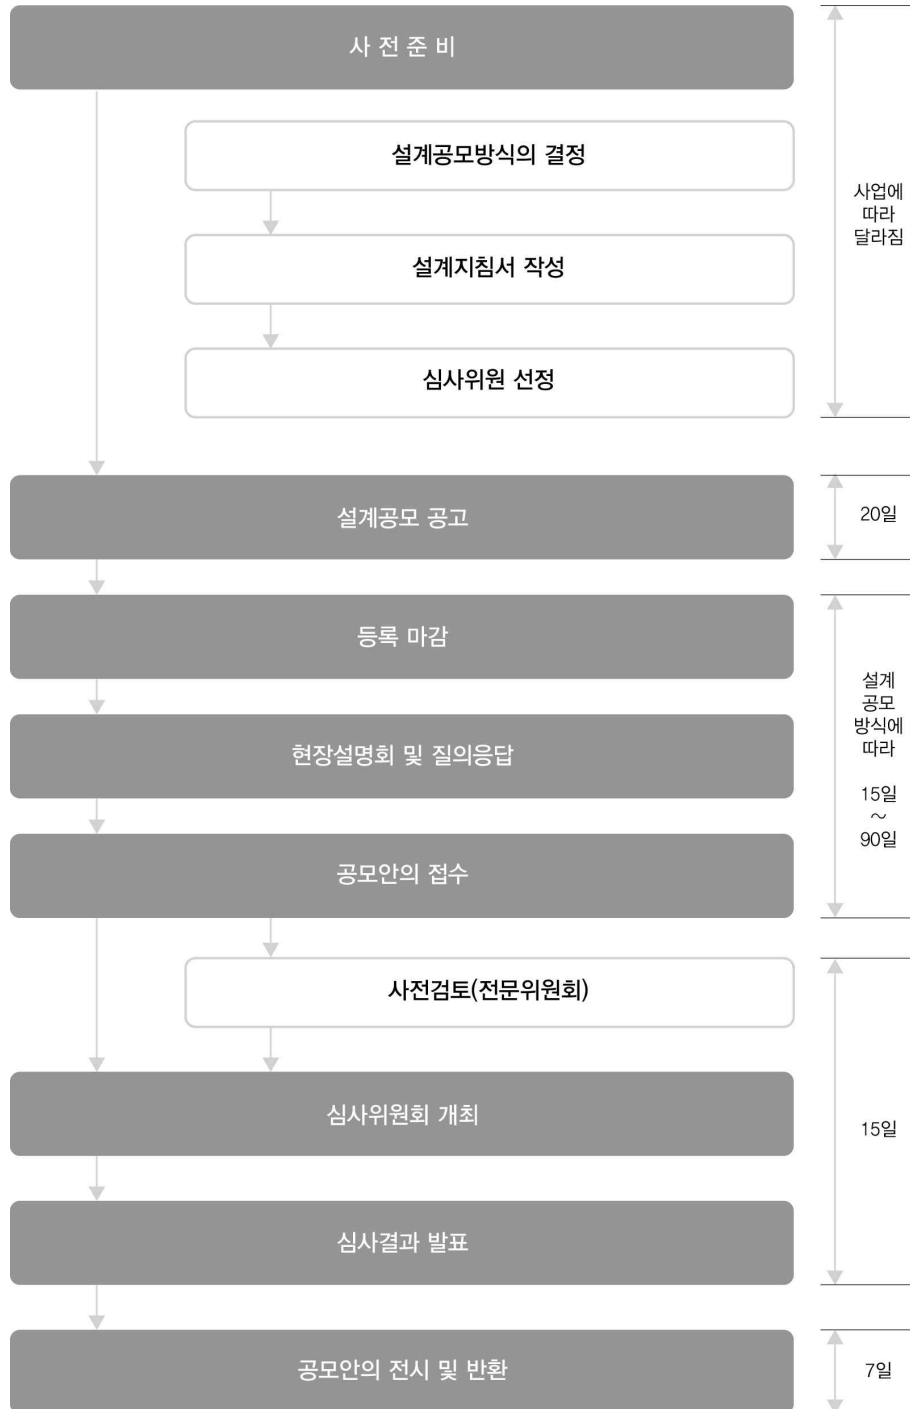 사 전 준 비
설계공모방식의 결정
설계지침서 작성
심사위원 선정
사업에
따라
달라짐
설계공모 공고
20일
등록 마감
현장설명회 및 질의응답
공모안의 접수
설계
공모
방식에
따라
15일
~
90일
사전검토(전문위원회)
심사위원회 개최
심사결과 발표
15일
공모안의 전시 및 반환
7일